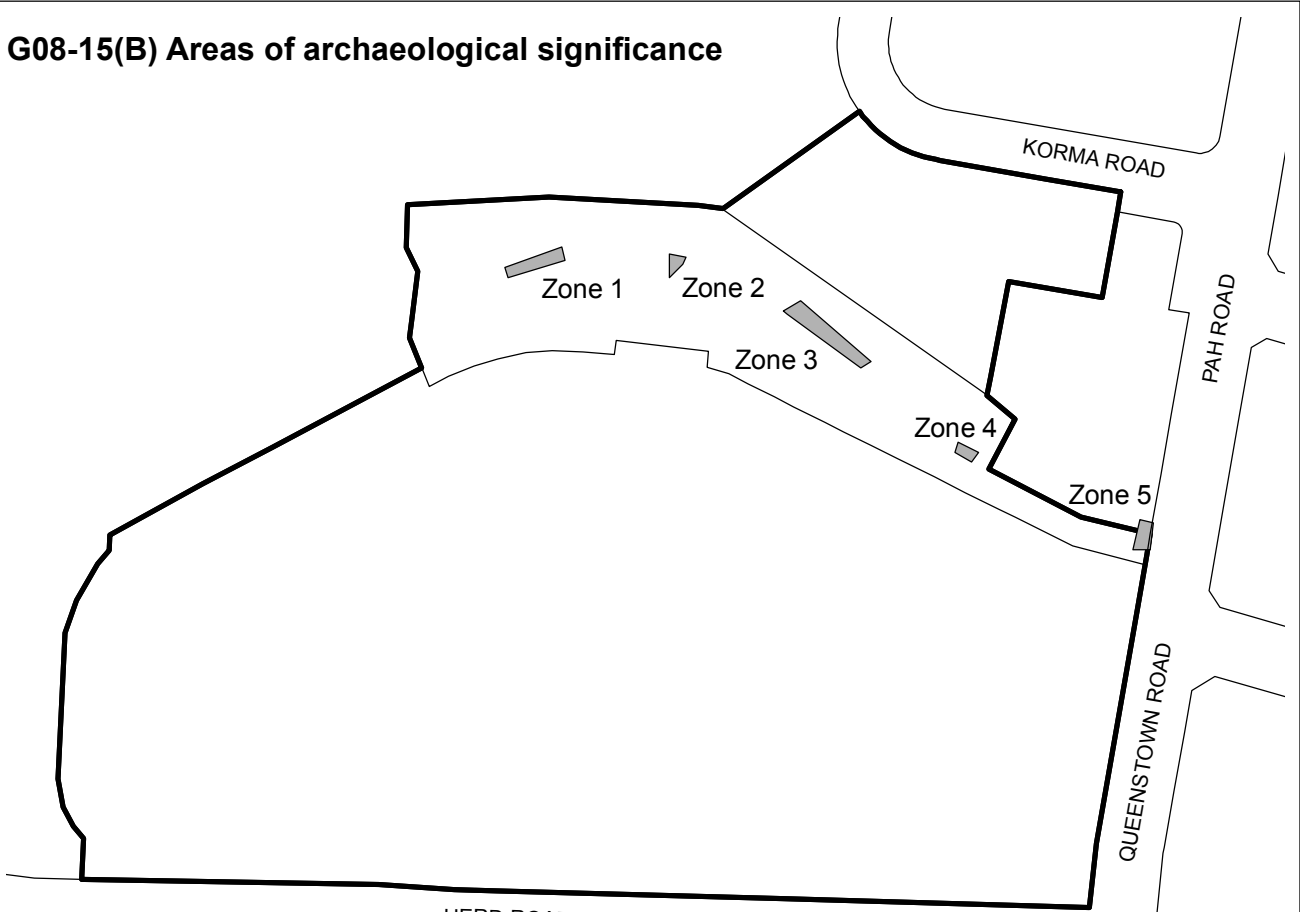 G08-15(B) Areas of archaeological significance
KORMA ROAD
Zone 1
Zone 2
PAH ROAD
Zone 3
Zone 4
Zone 5
QUEENSTOWN ROAD